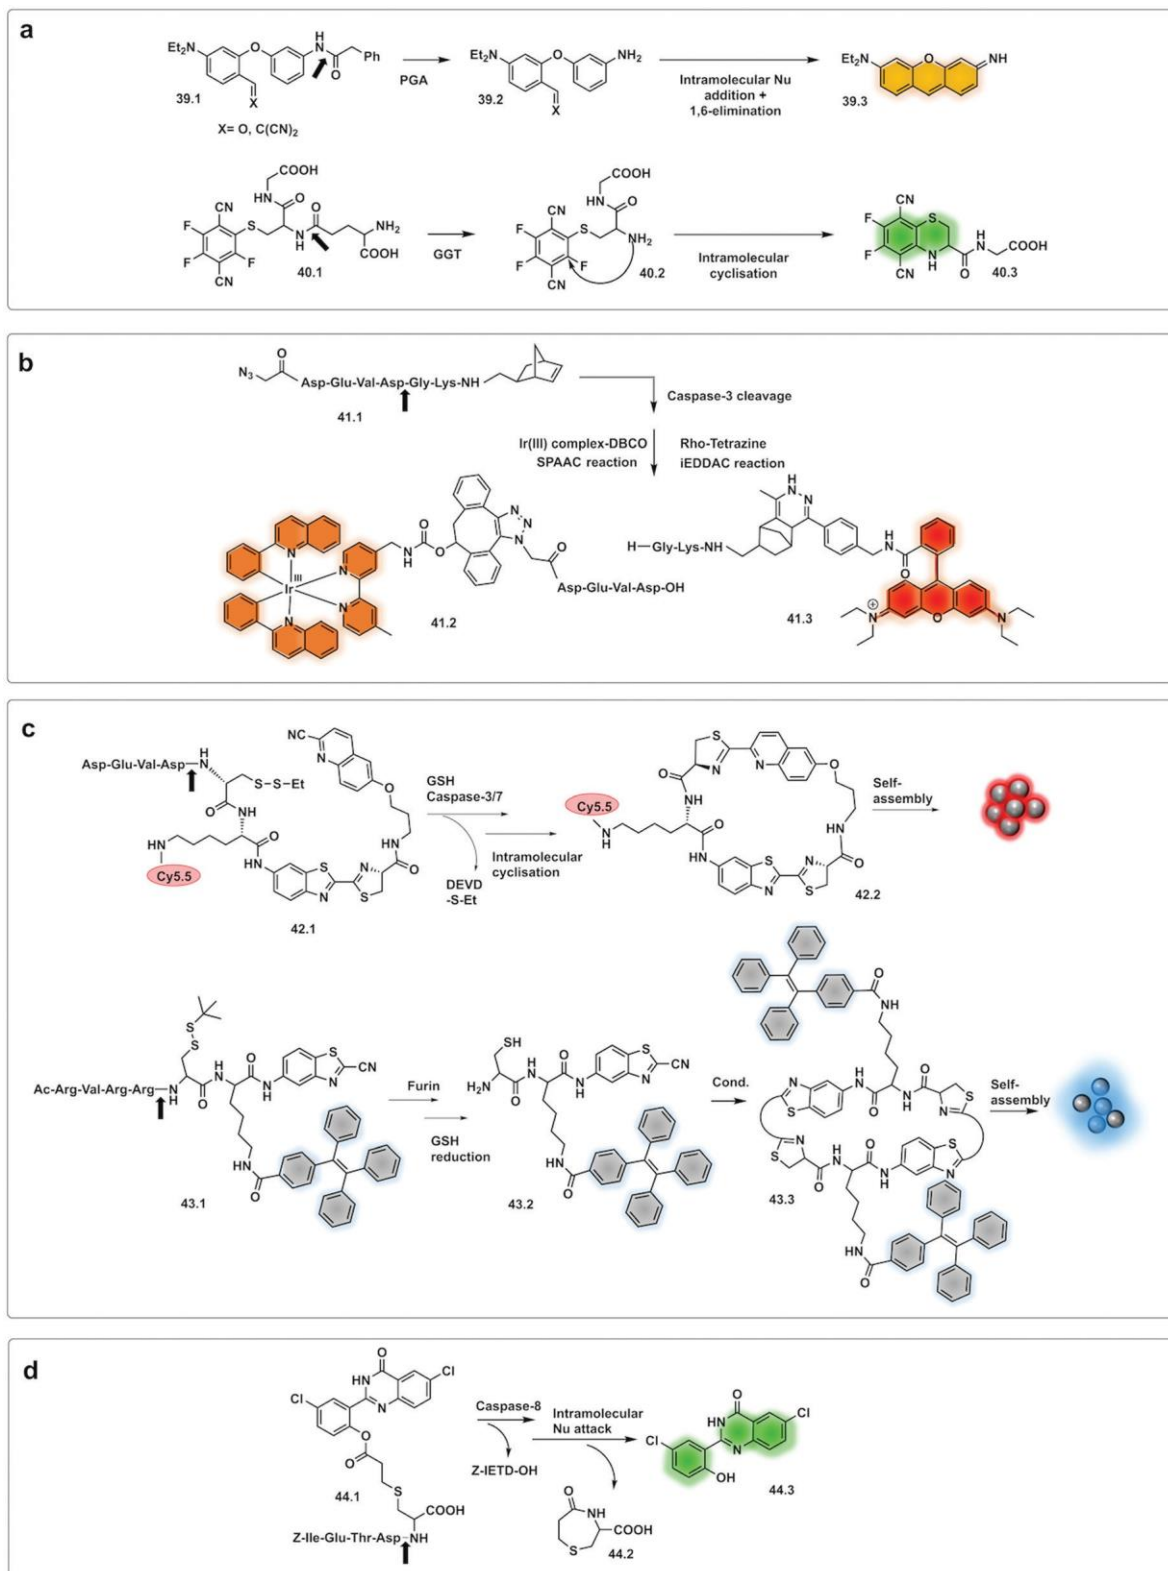 a
Et2N
O
H
N
O
Ph
39.1
X
X= O, C(CN)2
PGA
Et2N
O
NH2
39.2
X
Intramolecular Nu
addition +
1,6-elimination
Et2N
O
NH
39.3
COOH
HN
O
CN
F
S
O
N
H
NH2
COOH
F
F
CN
40.1
GGT
COOH
HN
O
CN
F
S
NH2
F
F
CN
40.2
Intramolecular
cyclisation
CN
F
S
F
N
H
CN
H
N
O
COOH
40.3
b
N3
O
Asp-Glu-Val-Asp-Gly-Lys-NH
41.1
Caspase-3 cleavage
Ir(III) complex-DBCO
SPAAC reaction
Rho-Tetrazine
iEDDAC reaction
N
N
Ir
III
N
N
NH
O
O
N
N
N
O
Asp-Glu-Val-Asp-OH
41.2
H
N
N
N
H–Gly-Lys-NH
NH
O
N
⊕
O
N
41.3
c
Asp-Glu-Val-Asp
H
N
S–S–Et
O
NH
HN
Cy5.5
O
HN
S
N
N
S
O
NH
O
N
NC
42.1
GSH
Caspase-3/7
DEVD
-S-Et
Intramolecular
cyclisation
S
N
N
O
O
NH
Cy5.5
N
H
O
HN
S
N
N
S
O
NH
42.2
Self-
assembly
S
S
Ac-Arg-Val-Arg-Arg
N
H
O
H
N
O
N
H
S
N
CN
HN
O
43.1
Furin
GSH
reduction
SH
H2N
O
H
N
O
N
H
S
N
CN
NH
O
43.2
Cond.
O
NH
N
S
H
N
O
O
N
H
S
N
N
S
O
H
N
O
N
H
S
N
HN
O
43.3
Self-
assembly
d
O
HN
N
Cl
Cl
O
O
S
COOH
44.1
Z-Ile-Glu-Thr-Asp–NH
Caspase-8
Z-IETD-OH
Intramolecular
Nu attack
O
NH
COOH
S
44.2
O
HN
N
Cl
Cl
OH
44.3